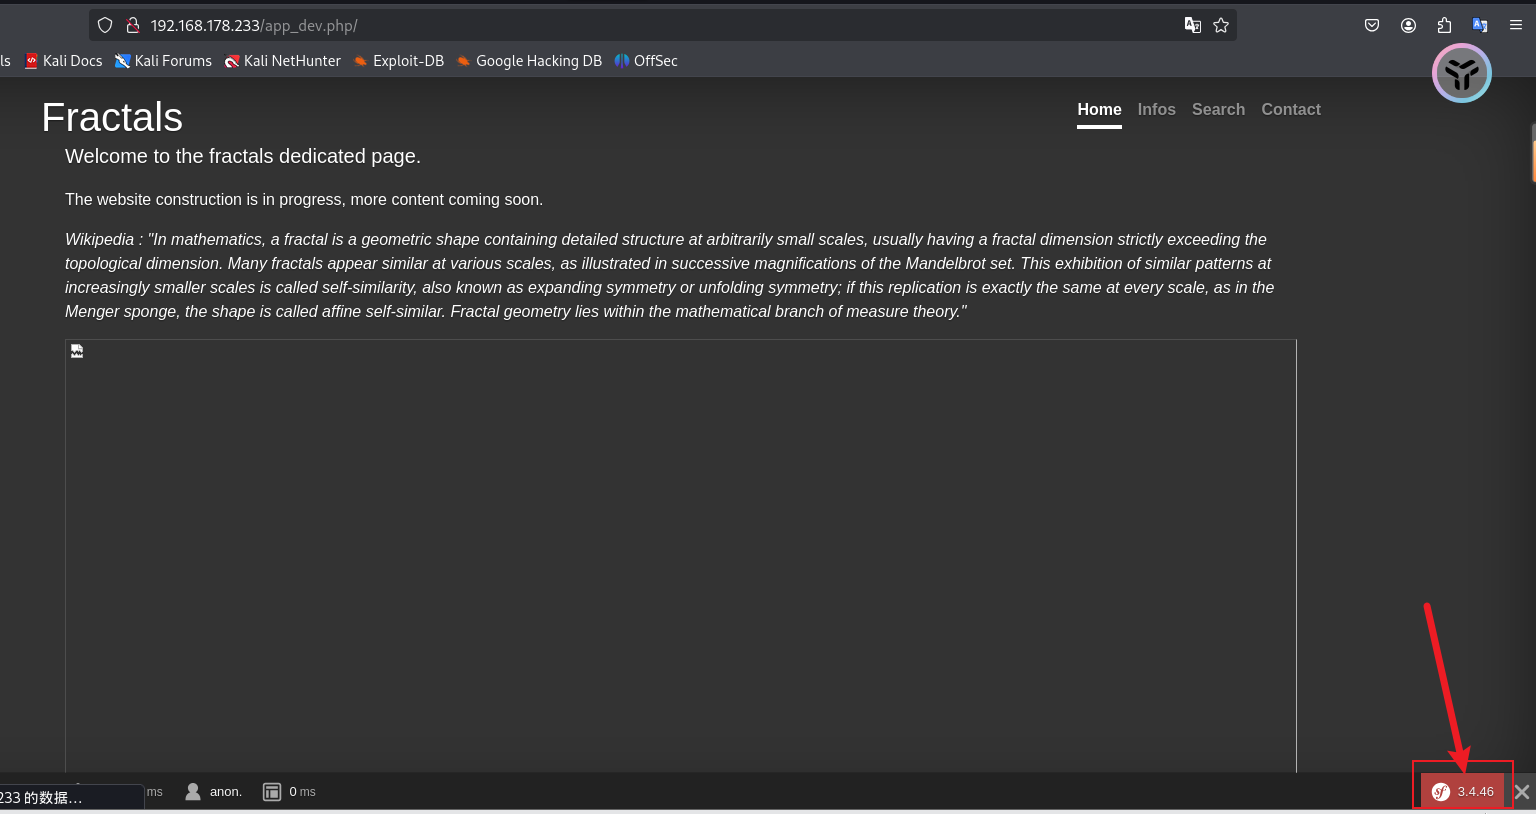 192.168.178.233/app_dev.php/
ls Kali Docs Kali Forums Kali NetHunter Exploit-DB Google Hacking DB OffSec
Fractals
Home Infos Search Contact
Welcome to the fractals dedicated page.
The website construction is in progress, more content coming soon.
Wikipedia : "In mathematics, a fractal is a geometric shape containing detailed structure at arbitrarily small scales, usually having a fractal dimension strictly exceeding the
topological dimension. Many fractals appear similar at various scales, as illustrated in successive magnifications of the Mandelbrot set. This exhibition of similar patterns at
increasingly smaller scales is called self-similarity, also known as expanding symmetry or unfolding symmetry; if this replication is exactly the same at every scale, as in the
Menger sponge, the shape is called affine self-similar. Fractal geometry lies within the mathematical branch of measure theory."
233 的数据… ms anon. 0 ms sf 3.4.46